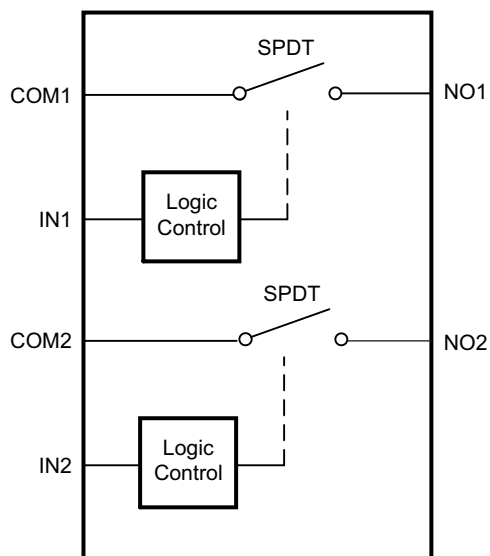 SPDT
COM1
NO1
Logic
Control
IN1
SPDT
COM2
NO2
Logic
Control
IN2